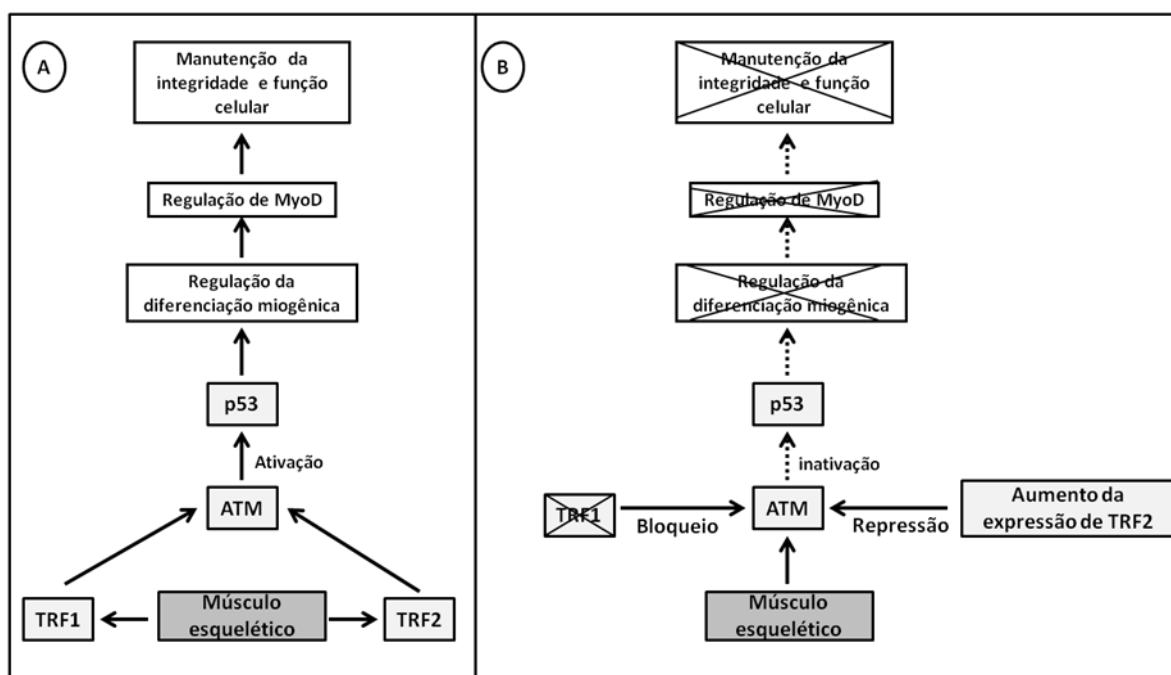 A
Manutenção da
integridade e função
celular
Regulação de MyoD
Regulação da
diferenciação miogênica
p53
Ativação
ATM
TRF1
Músculo
esquelético
TRF2
B
Manutenção da
integridade e função
celular
Regulação de MyoD
Regulação da
diferenciação miogênica
p53
inativação
TRF1
Bloqueio
ATM
Repressão
Aumento da
expressão de TRF2
Músculo
esquelético